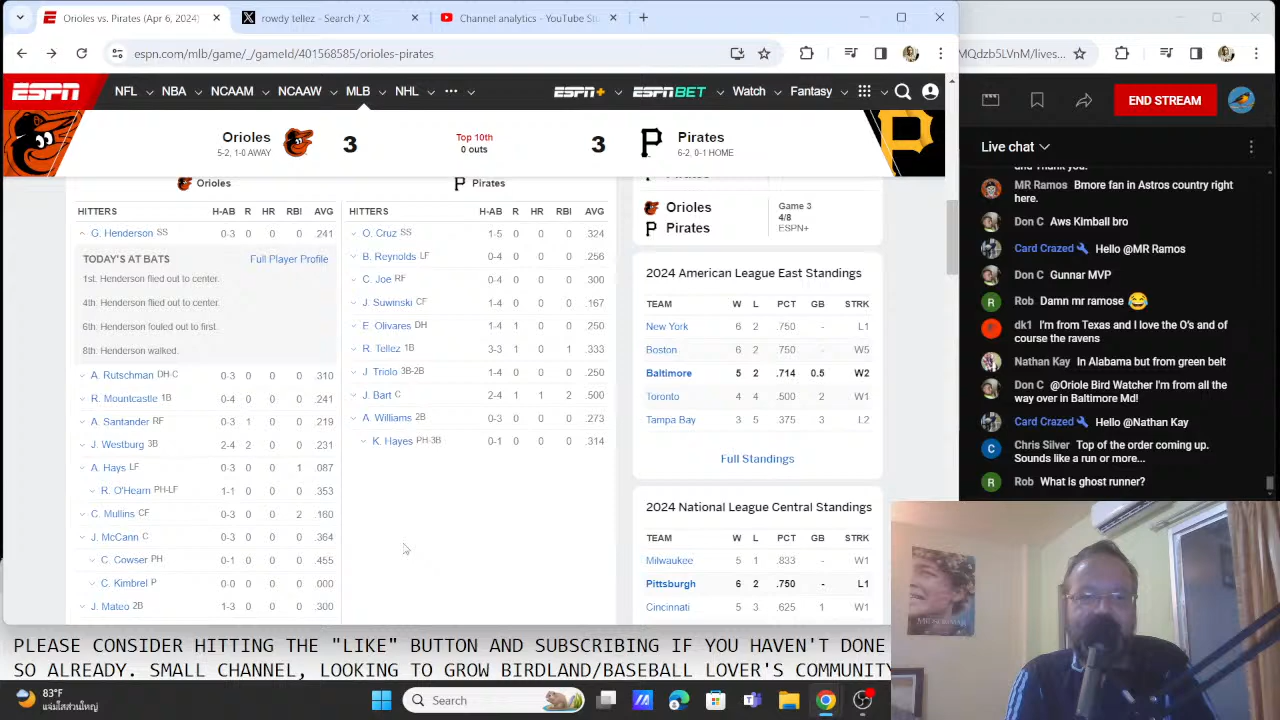 Orioles vs. Pirates (Apr 6, 2024)
rowdy tellez - Search / X
Channel analytics - YouTube Stu
espn.com/mlb/game/_/gameId/401568585/orioles-pirates
MQdzb5LVnM/lives
ESPN NFL NBA NCAAM NCAAW MLB NHL ESPN+ ESPN BET Watch Fantasy
END STREAM
Orioles 3 Top 10th 3 Pirates
5-2, 1-0 AWAY 0 outs 6-2, 0-1 HOME
Orioles Pirates
HITTERS H-AB R HR RBI AVG
G. Henderson SS 0-3 0 0 0 .241
TODAY'S AT BATS Full Player Profile
1st. Henderson flied out to center.
4th. Henderson flied out to center.
6th. Henderson fouled out to first.
8th. Henderson walked.
A. Rutschman DH-C 0-3 0 0 0 .310
R. Mountcastle 1B 0-4 0 0 0 .241
A. Santander RF 0-3 1 0 0 .219
J. Westburg 3B 2-4 2 0 0 .231
A. Hays LF 0-3 0 0 1 .087
R. O'Hearn PH-LF 1-1 0 0 0 .353
C. Mullins CF 0-3 0 0 2 .160
J. McCann C 0-3 0 0 0 .364
C. Cowser PH 0-1 0 0 0 .455
C. Kimbrel P 0-0 0 0 0 .000
J. Mateo 2B 1-3 0 0 0 .300
HITTERS H-AB R HR RBI AVG
O. Cruz SS 1-5 0 0 0 .324
B. Reynolds LF 0-4 0 0 0 .256
C. Joe RF 0-4 0 0 0 .300
J. Suwinski CF 1-4 0 0 0 .167
E. Olivares DH 1-4 1 0 0 .250
R. Tellez 1B 3-3 1 0 1 .333
J. Triolo 3B-2B 1-4 0 0 0 .250
J. Bart C 2-4 1 1 2 .500
A. Williams 2B 0-3 0 0 0 .273
K. Hayes PH-3B 0-1 0 0 0 .314
Orioles Game 3
4/8
Pirates ESPN+
2024 American League East Standings
TEAM W L PCT GB STRK
New York 6 2 .750 - L1
Boston 6 2 .750 - W5
Baltimore 5 2 .714 0.5 W2
Toronto 4 4 .500 2 W1
Tampa Bay 3 5 .375 3 L2
Full Standings
2024 National League Central Standings
TEAM W L PCT GB STRK
Milwaukee 5 1 .833 - W1
Pittsburgh 6 2 .750 - L1
Cincinnati 5 3 .625 1 W1
Live chat
and Thank you.
MR Ramos Bmore fan in Astros country right
here.
Don C Aws Kimball bro
Card Crazed Hello @MR Ramos
Don C Gunnar MVP
Rob Damn mr ramose 😂
dk1 I'm from Texas and I love the O's and of
course the ravens
Nathan Kay In Alabama but from green belt
Don C @Oriole Bird Watcher I'm from all the
way over in Baltimore Md!
Card Crazed Hello @Nathan Kay
Chris Silver Top of the order coming up.
Sounds like a run or more...
Rob What is ghost runner?
PLEASE CONSIDER HITTING THE "LIKE" BUTTON AND SUBSCRIBING IF YOU HAVEN'T DONE
SO ALREADY. SMALL CHANNEL, LOOKING TO GROW BIRDLAND/BASEBALL LOVER'S COMMUNITY
83°F
แจ่มใสส่วนใหญ่
Search